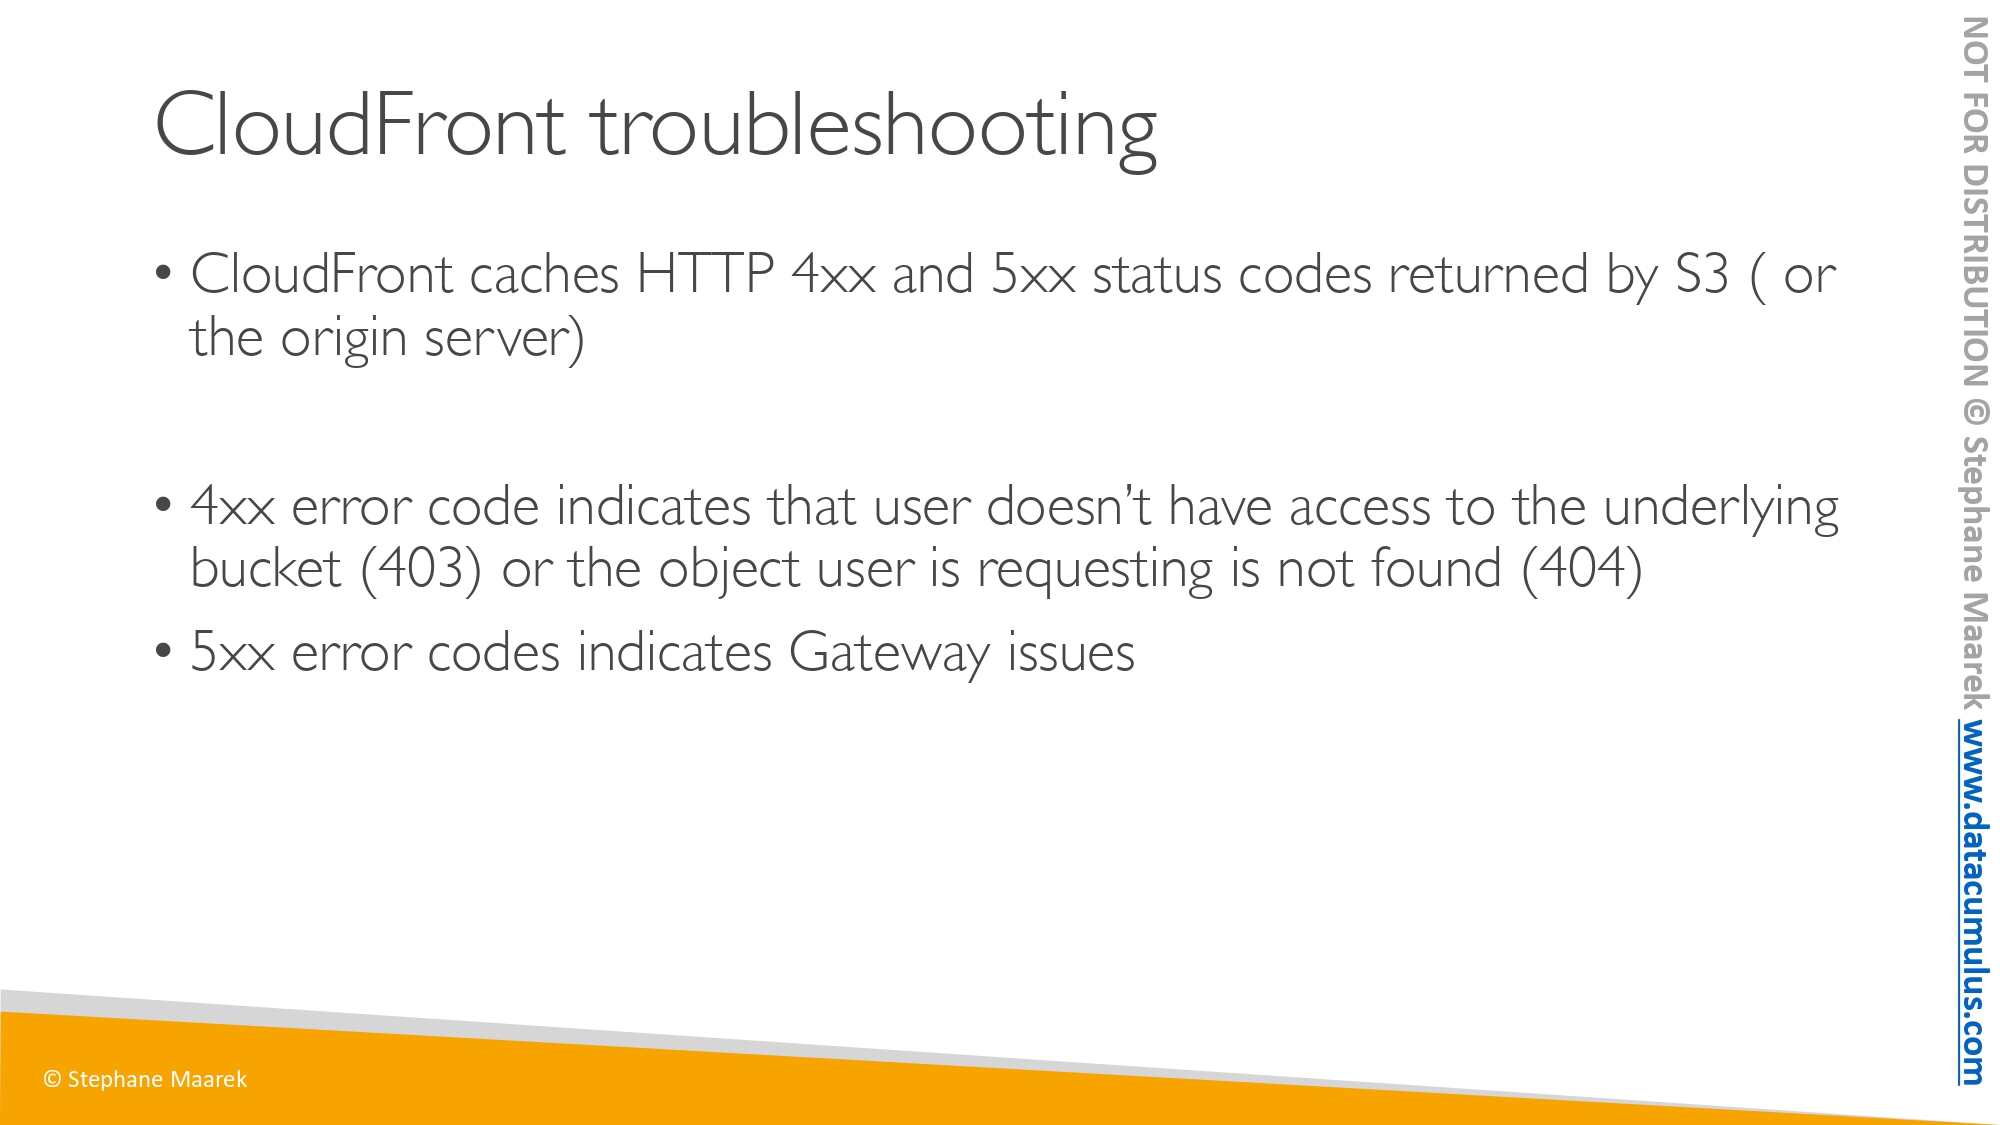 CloudFront troubleshooting
• CloudFront caches HTTP 4xx and 5xx status codes returned by S3 ( or
the origin server)
• 4xx error code indicates that user doesn’t have access to the underlying
bucket (403) or the object user is requesting is not found (404)
• 5xx error codes indicates Gateway issues
© Stephane Maarek
NOT FOR DISTRIBUTION © Stephane Maarek www.datacumulus.com